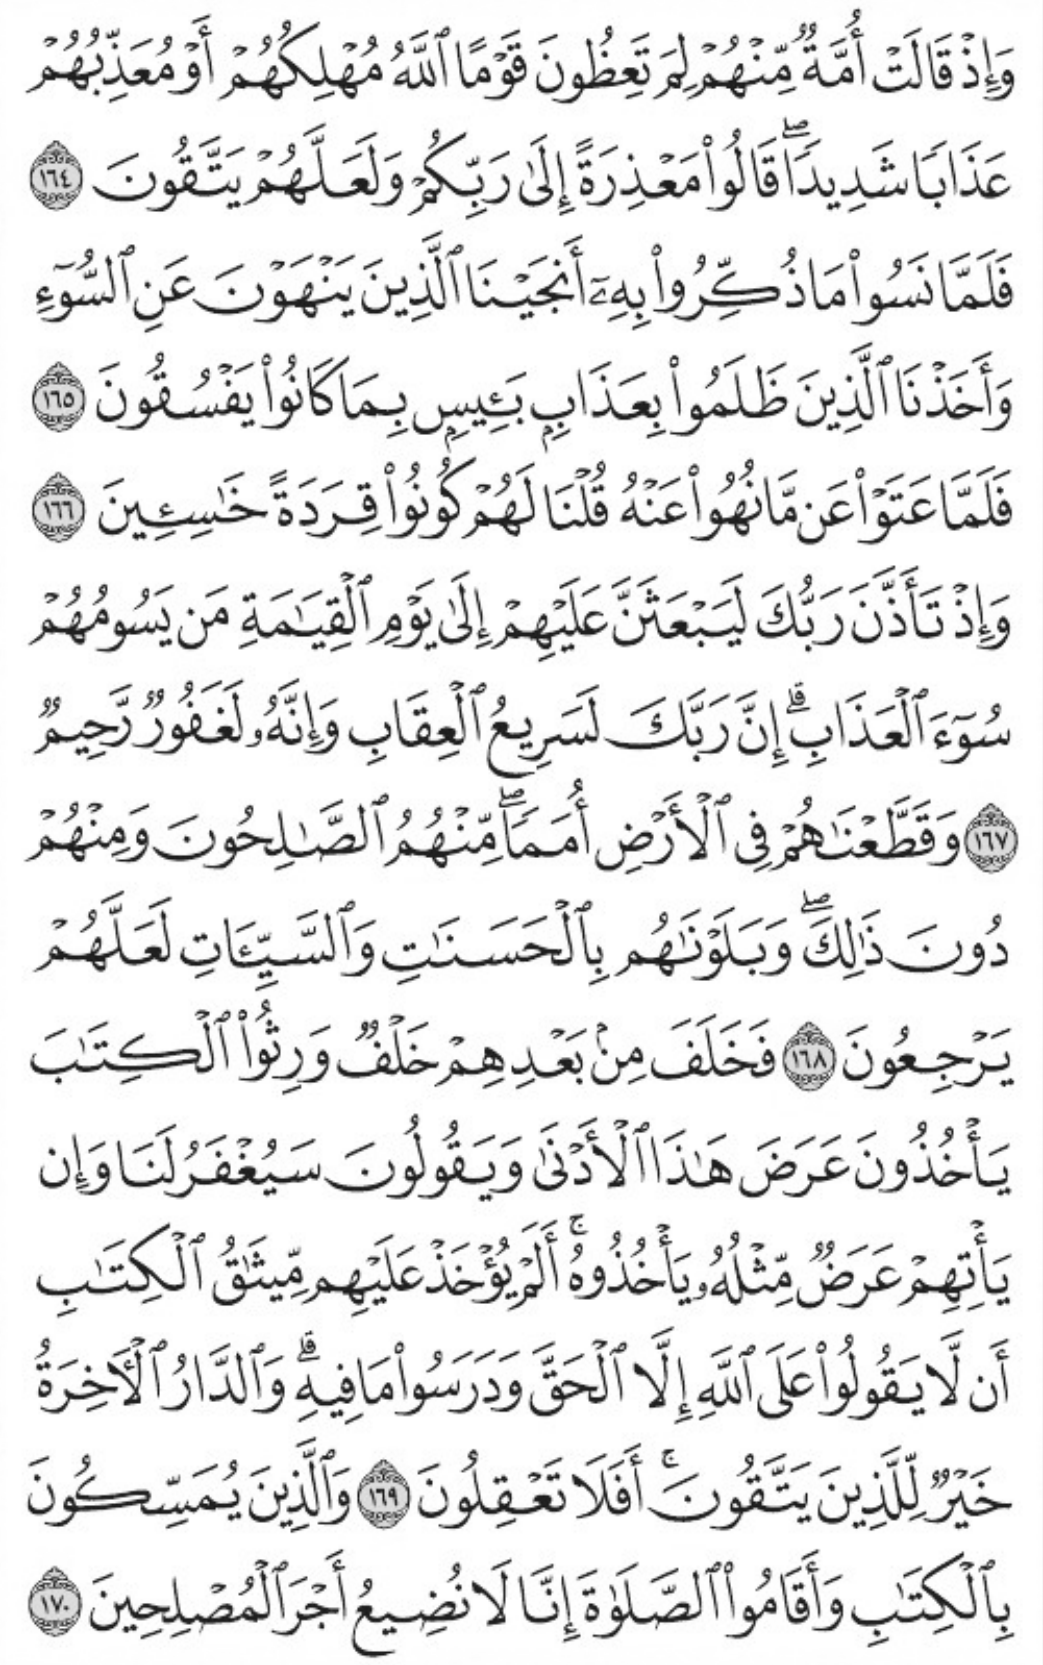 وَإِذْ قَالَتْ أُمَّةٌ مِّنْهُمْ لِمَ تَعِظُونَ قَوْمًا ٱللَّهُ مُهْلِكُهُمْ أَوْ مُعَذِّبُهُمْ
عَذَابًا شَدِيدًا ۖ قَالُوا۟ مَعْذِرَةً إِلَىٰ رَبِّكُمْ وَلَعَلَّهُمْ يَتَّقُونَ ١٦٤
فَلَمَّا نَسُوا۟ مَا ذُكِّرُوا۟ بِهِۦٓ أَنجَيْنَا ٱلَّذِينَ يَنْهَوْنَ عَنِ ٱلسُّوٓءِ
وَأَخَذْنَا ٱلَّذِينَ ظَلَمُوا۟ بِعَذَابٍۭ بَـِٔيسٍۭ بِمَا كَانُوا۟ يَفْسُقُونَ ١٦٥
فَلَمَّا عَتَوْا۟ عَن مَّا نُهُوا۟ عَنْهُ قُلْنَا لَهُمْ كُونُوا۟ قِرَدَةً خَـٰسِـِٔينَ ١٦٦
وَإِذْ تَأَذَّنَ رَبُّكَ لَيَبْعَثَنَّ عَلَيْهِمْ إِلَىٰ يَوْمِ ٱلْقِيَـٰمَةِ مَن يَسُومُهُمْ
سُوٓءَ ٱلْعَذَابِ ۗ إِنَّ رَبَّكَ لَسَرِيعُ ٱلْعِقَابِ وَإِنَّهُۥ لَغَفُورٌ رَّحِيمٌ
١٦٧ وَقَطَّعْنَـٰهُمْ فِى ٱلْأَرْضِ أُمَمًا ۖ مِّنْهُمُ ٱلصَّـٰلِحُونَ وَمِنْهُمْ
دُونَ ذَٰلِكَ ۖ وَبَلَوْنَـٰهُم بِٱلْحَسَنَـٰتِ وَٱلسَّيِّـَٔاتِ لَعَلَّهُمْ
يَرْجِعُونَ ١٦٨ فَخَلَفَ مِنۢ بَعْدِهِمْ خَلْفٌ وَرِثُوا۟ ٱلْكِتَـٰبَ
يَأْخُذُونَ عَرَضَ هَـٰذَا ٱلْأَدْنَىٰ وَيَقُولُونَ سَيُغْفَرُ لَنَا وَإِن
يَأْتِهِمْ عَرَضٌ مِّثْلُهُۥ يَأْخُذُوهُ ۚ أَلَمْ يُؤْخَذْ عَلَيْهِم مِّيثَـٰقُ ٱلْكِتَـٰبِ
أَن لَّا يَقُولُوا۟ عَلَى ٱللَّهِ إِلَّا ٱلْحَقَّ وَدَرَسُوا۟ مَا فِيهِ ۗ وَٱلدَّارُ ٱلْـَٔاخِرَةُ
خَيْرٌ لِّلَّذِينَ يَتَّقُونَ ۚ أَفَلَا تَعْقِلُونَ ١٦٩ وَٱلَّذِينَ يُمَسِّكُونَ
بِٱلْكِتَـٰبِ وَأَقَامُوا۟ ٱلصَّلَوٰةَ إِنَّا لَا نُضِيعُ أَجْرَ ٱلْمُصْلِحِينَ ١٧٠